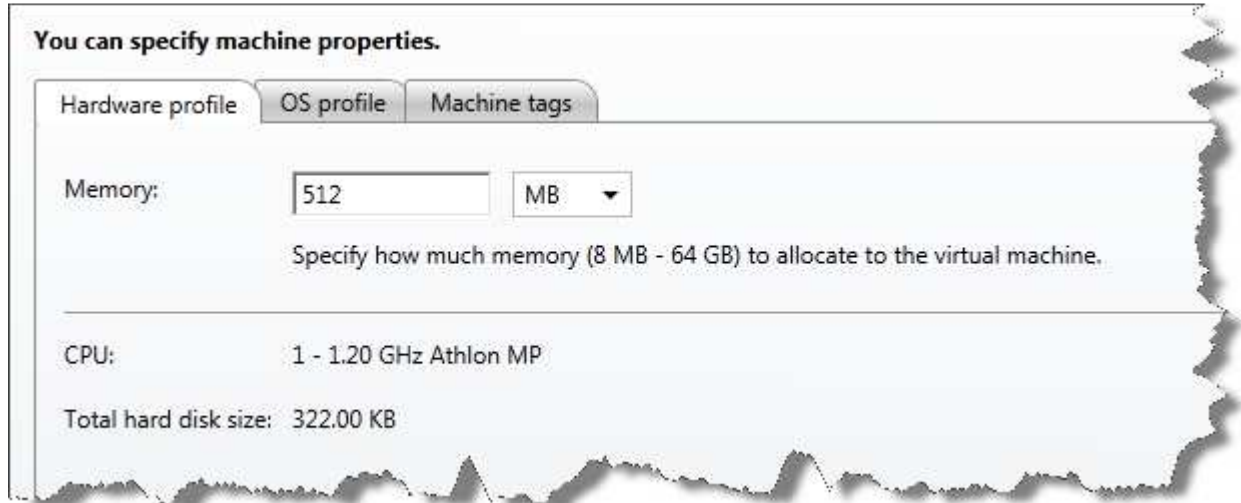 You can specify machine properties.
Hardware profile OS profile Machine tags
Memory: 512 MB
Specify how much memory (8 MB - 64 GB) to allocate to the virtual machine.
CPU: 1 - 1.20 GHz Athlon MP
Total hard disk size: 322.00 KB